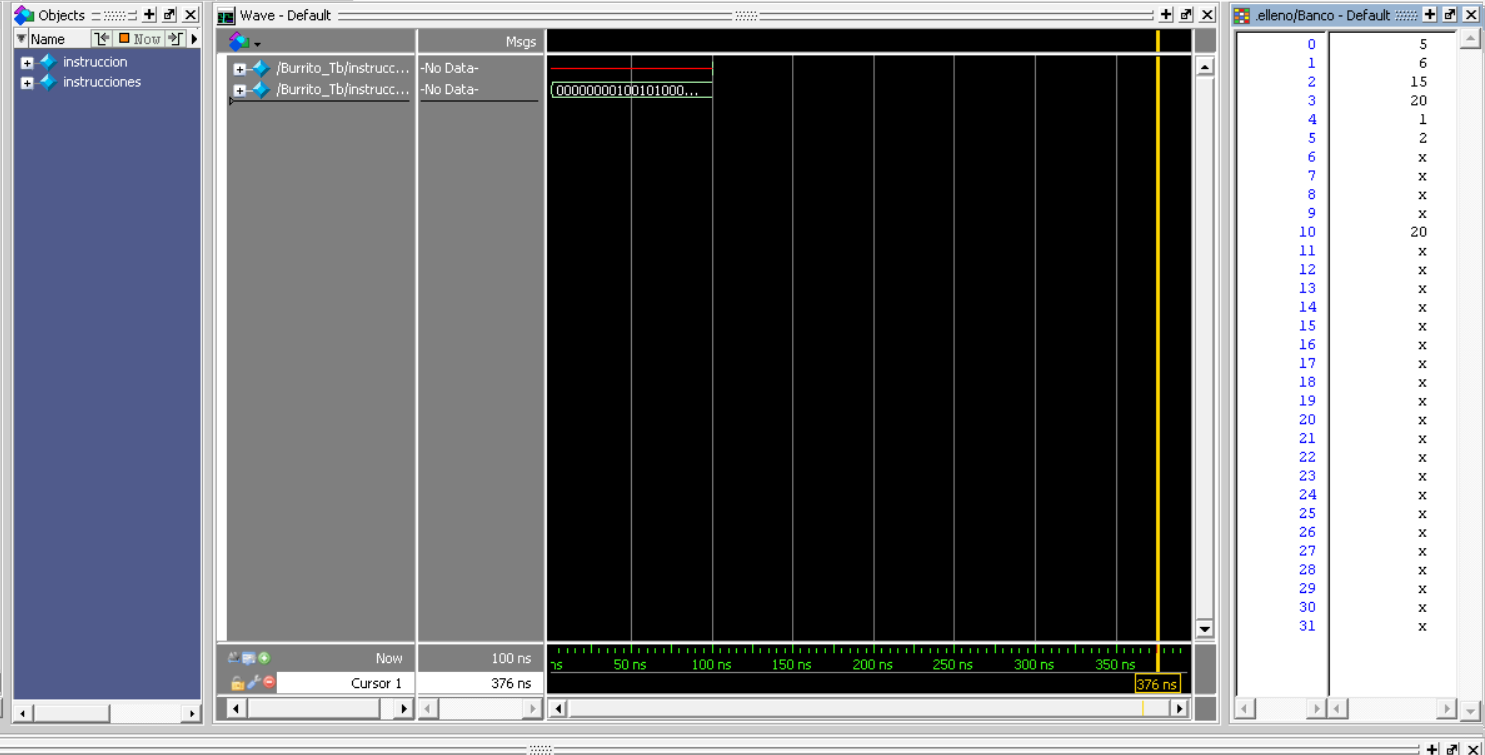 Objects
Name Now
instruccion
instrucciones
Wave - Default
Msgs
/Burrito_Tb/instrucc... -No Data-
/Burrito_Tb/instrucc... -No Data-
00000000100101000...
Now 100 ns
Cursor 1 376 ns
ns 50 ns 100 ns 150 ns 200 ns 250 ns 300 ns 350 ns
376 ns
.elleno/Banco - Default
0 5
1 6
2 15
3 20
4 1
5 2
6 x
7 x
8 x
9 x
10 20
11 x
12 x
13 x
14 x
15 x
16 x
17 x
18 x
19 x
20 x
21 x
22 x
23 x
24 x
25 x
26 x
27 x
28 x
29 x
30 x
31 x